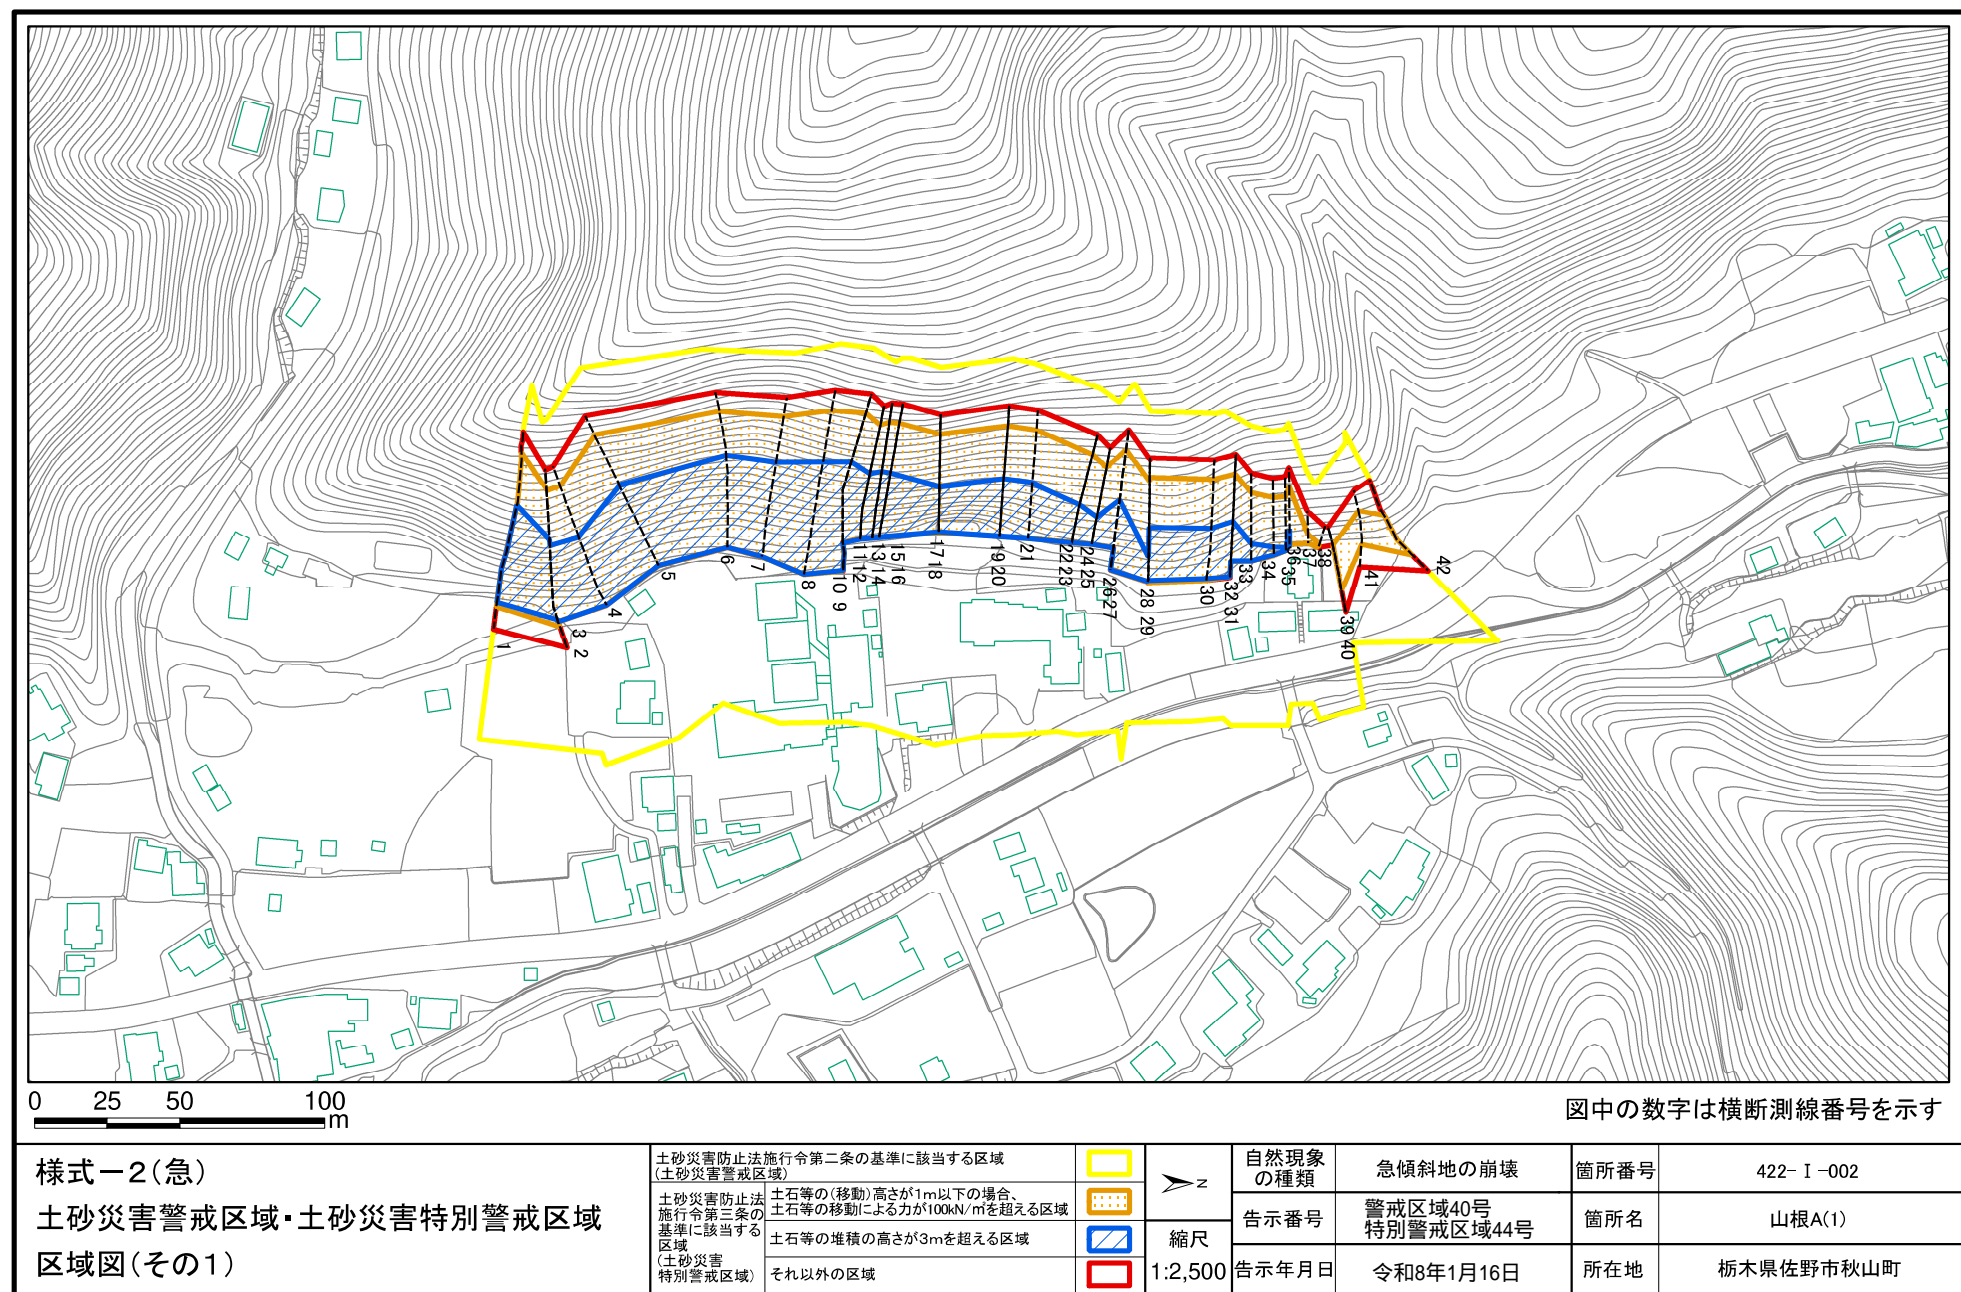 1
2
3
4
5
6
7
8
10 9
11 12
13 14
15 16
17 18
19 20
21
22 23
24 25
26 27
28 29
30
32 31
33
34
35
36
37
38
39 40
41
42
0 25 50 100
m
図中の数字は横断測線番号を示す
様式－2(急)
土砂災害警戒区域・土砂災害特別警戒区域
区域図(その1)
土砂災害防止法施行令第二条の基準に該当する区域
(土砂災害警戒区域)
土砂災害防止法
施行令第三条の
基準に該当する
区域
(土砂災害
特別警戒区域)
土石等の(移動)高さが1m以下の場合、
土石等の移動による力が100kN/㎡を超える区域
土石等の堆積の高さが3mを超える区域
それ以外の区域
N
縮尺
1:2,500
自然現象
の種類
急傾斜地の崩壊
箇所番号
422-Ⅰ-002
告示番号
警戒区域40号
特別警戒区域44号
箇所名
山根A(1)
告示年月日
令和8年1月16日
所在地
栃木県佐野市秋山町